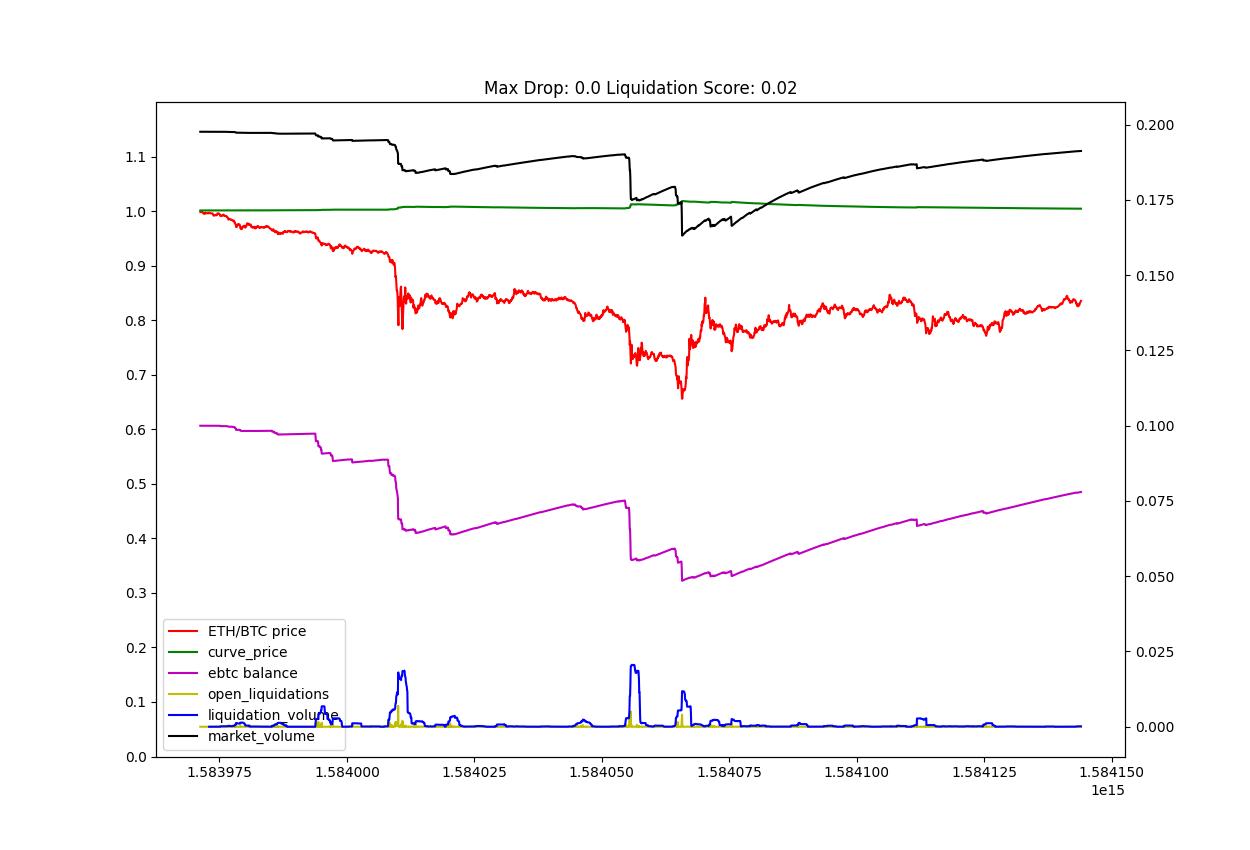 Max Drop: 0.0 Liquidation Score: 0.02
1.1
1.0
0.9
0.8
0.7
0.6
0.5
0.4
0.3
0.2
0.1
0.0
0.200
0.175
0.150
0.125
0.100
0.075
0.050
0.025
0.000
ETH/BTC price
curve_price
ebtc balance
open_liquidations
liquidation_volume
market_volume
1.583975 1.584000 1.584025 1.584050 1.584075 1.584100 1.584125 1.584150
1e15